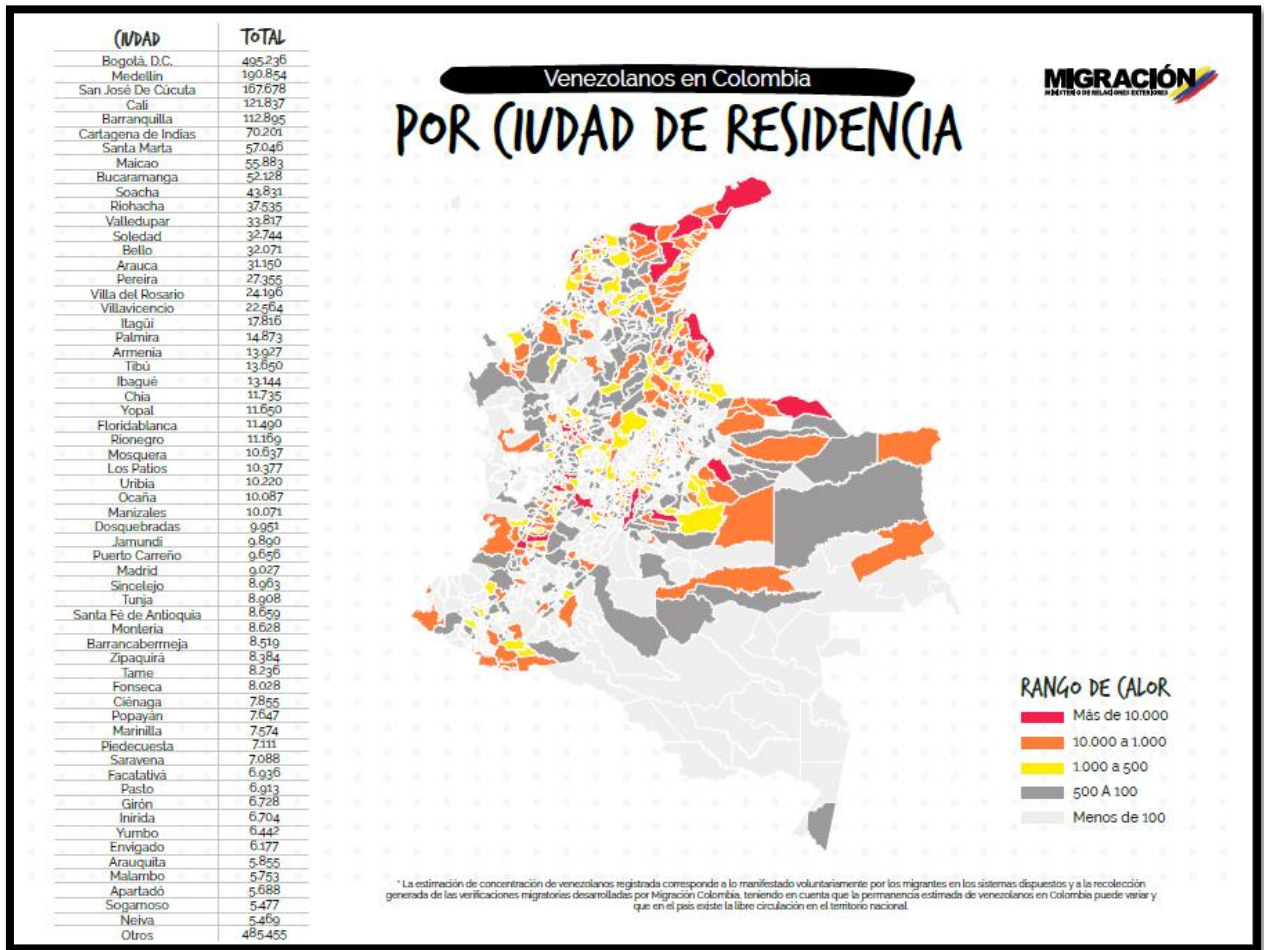 CIUDAD TOTAL
Bogotá, D.C. 495.236
Medellín 190.854
San José De Cúcuta 167.678
Cali 121.837
Barranquilla 112.895
Cartagena de Indias 70.201
Santa Marta 57.046
Maicao 55.883
Bucaramanga 52.128
Soacha 43.831
Riohacha 37.535
Valledupar 33.817
Soledad 32.744
Bello 32.071
Arauca 31.150
Pereira 27.355
Villa del Rosario 24.196
Villavicencio 22.564
Itagüí 17.816
Palmira 14.873
Armenia 13.927
Tibú 13.650
Ibagué 13.144
Chía 11.735
Yopal 11.650
Floridablanca 11.490
Rionegro 11.169
Mosquera 10.637
Los Patios 10.377
Uribia 10.220
Ocaña 10.087
Manizales 10.071
Dosquebradas 9.951
Jamundí 9.890
Puerto Carreño 9.656
Madrid 9.027
Sincelejo 8.963
Tunja 8.908
Santa Fé de Antioquia 8.659
Montería 8.628
Barrancabermeja 8.519
Zipaquirá 8.384
Tame 8.236
Fonseca 8.028
Ciénaga 7.855
Popayán 7.647
Marinilla 7.574
Piedecuesta 7.111
Saravena 7.088
Facatativá 6.936
Pasto 6.913
Girón 6.728
Inírida 6.704
Yumbo 6.442
Envigado 6.177
Arauquita 5.855
Malambo 5.753
Apartadó 5.688
Sogamoso 5.477
Neiva 5.469
Otros 485.455
Venezolanos en Colombia
POR CIUDAD DE RESIDENCIA
MIGRACIÓN
MINISTERIO DE RELACIONES EXTERIORES
RANGO DE CALOR
Más de 10.000
10.000 a 1.000
1.000 a 500
500 A 100
Menos de 100
* La estimación de concentración de venezolanos registrada corresponde a lo manifestado voluntariamente por los migrantes en los sistemas dispuestos y a la recolección
generada de las verificaciones migratorias desarrolladas por Migración Colombia, teniendo en cuenta que la permanencia estimada de venezolanos en Colombia puede variar y
que en el país existe la libre circulación en el territorio nacional.